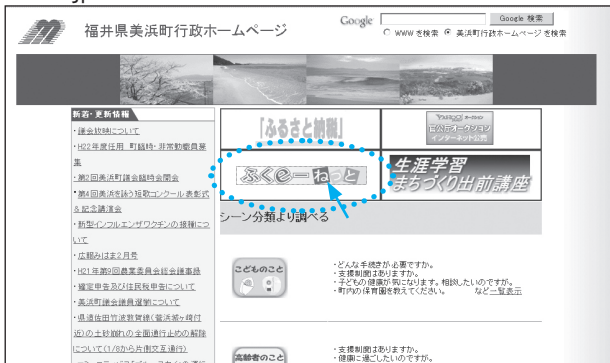 福井県美浜町行政ホームページ
Google
Google 検索
WWW を検索
美浜町行政ホームページ を検索
新着・更新情報
・議会放映について
・H22年度任用 町臨時・非常勤職員募
集
・第2回美浜町議会臨時会開会
・第4回美浜を詠う短歌コンクール表彰式
&記念講演会
・新型インフルエンザワクチンの接種につ
いて
・広報みはま2月号
・H21年第9回農業委員会総会議事録
・確定申告及び住民税申告について
・美浜町議会議員選挙について
・県道佐田竹波敦賀線(菅浜城ヶ崎付
近)の土砂崩れの全面通行止めの解除
について(1/8から片側交互通行)
「ふるさと納税」
官公庁オークション
インターネット公売
ふくe－ねっと
生涯学習
まちづくり出前講座
シーン分類より調べる
こどものこと
・どんな手続きが必要ですか。
・支援制度はありますか。
・子どもの健康が気になります。相談したいのですが。
・町内の保育園を教えてください。 など一覧表示
高齢者のこと
・支援制度はありますか。
・健康に過ごしたいのですが。